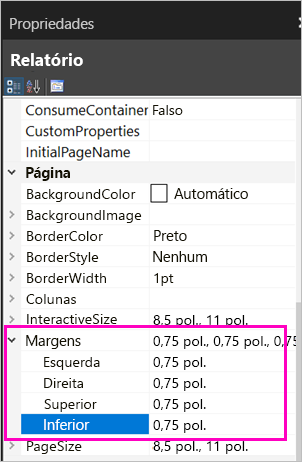 Propriedades
Relatório
ConsumeContainer Falso
CustomProperties
InitialPageName
Página
BackgroundColor Automático
BackgroundImage
BorderColor Preto
BorderStyle Nenhum
BorderWidth 1pt
Colunas
InteractiveSize 8,5 pol., 11 pol.
Margens 0,75 pol., 0,75 pol., 0,75
Esquerda 0,75 pol.
Direita 0,75 pol.
Superior 0,75 pol.
Inferior 0,75 pol.
PageSize 8,5 pol., 11 pol.